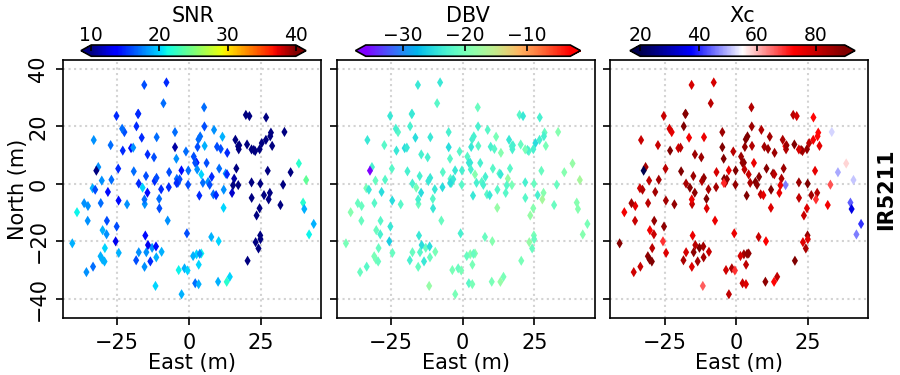 SNR DBV Xc
10 20 30 40 −30 −20 −10 20 40 60 80
40
20
0
−20
−40
North (m)
IR5211
−25 0 25 −25 0 25 −25 0 25
East (m) East (m) East (m)